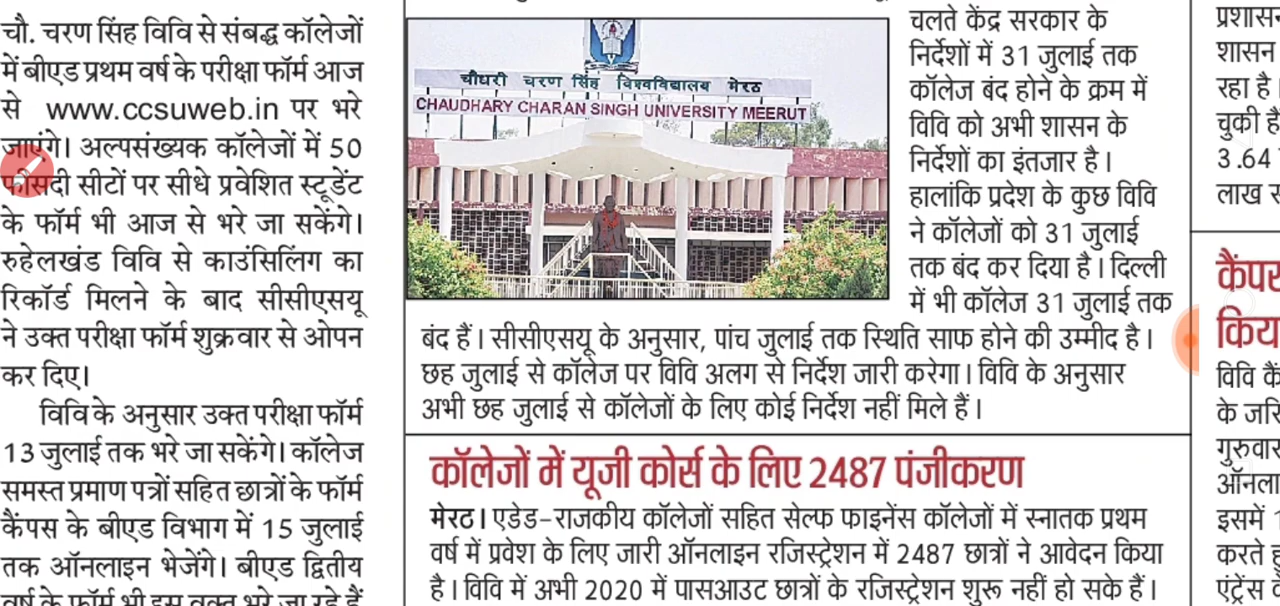 चौ. चरण सिंह विवि से संबद्ध कॉलेजों
में बीएड प्रथम वर्ष के परीक्षा फॉर्म आज
से www.ccsuweb.in पर भरे
जाएंगे। अल्पसंख्यक कॉलेजों में 50
फीसदी सीटों पर सीधे प्रवेशित स्टूडेंट
के फॉर्म भी आज से भरे जा सकेंगे।
रुहेलखंड विवि से काउंसिलिंग का
रिकॉर्ड मिलने के बाद सीसीएसयू
ने उक्त परीक्षा फॉर्म शुक्रवार से ओपन
कर दिए।
विवि के अनुसार उक्त परीक्षा फॉर्म
13 जुलाई तक भरे जा सकेंगे। कॉलेज
समस्त प्रमाण पत्रों सहित छात्रों के फॉर्म
कैंपस के बीएड विभाग में 15 जुलाई
तक ऑनलाइन भेजेंगे। बीएड द्वितीय
वर्ष के फॉर्म भी इस वक्त भरे जा रहे हैं
चौधरी चरण सिंह विश्वविद्यालय मेरठ
CHAUDHARY CHARAN SINGH UNIVERSITY MEERUT
चलते केंद्र सरकार के
निर्देशों में 31 जुलाई तक
कॉलेज बंद होने के क्रम में
विवि को अभी शासन के
निर्देशों का इंतजार है।
हालांकि प्रदेश के कुछ विवि
ने कॉलेजों को 31 जुलाई
तक बंद कर दिया है। दिल्ली
में भी कॉलेज 31 जुलाई तक
बंद हैं। सीसीएसयू के अनुसार, पांच जुलाई तक स्थिति साफ होने की उम्मीद है।
छह जुलाई से कॉलेज पर विवि अलग से निर्देश जारी करेगा। विवि के अनुसार
अभी छह जुलाई से कॉलेजों के लिए कोई निर्देश नहीं मिले हैं।
कॉलेजों में यूजी कोर्स के लिए 2487 पंजीकरण
मेरठ। एडेड-राजकीय कॉलेजों सहित सेल्फ फाइनेंस कॉलेजों में स्नातक प्रथम
वर्ष में प्रवेश के लिए जारी ऑनलाइन रजिस्ट्रेशन में 2487 छात्रों ने आवेदन किया
है। विवि में अभी 2020 में पासआउट छात्रों के रजिस्ट्रेशन शुरू नहीं हो सके हैं।
शासन
रहा है।
चुकी है
3.64
लाख
विवि
के
गुरुवार
इसमें
करते